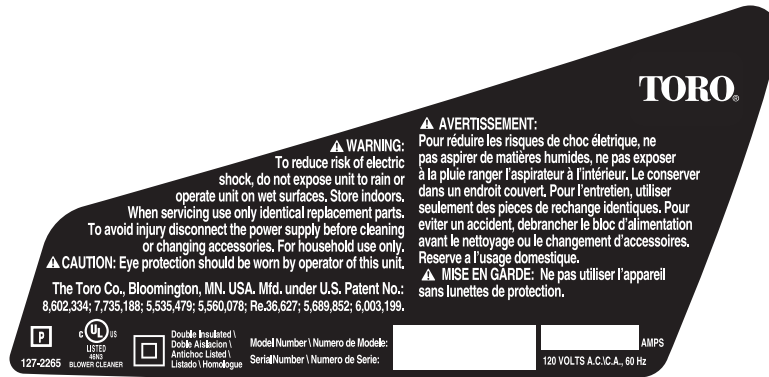 TORO®
⚠ WARNING:
To reduce risk of electric
shock, do not expose unit to rain or
operate unit on wet surfaces. Store indoors.
When servicing use only identical replacement parts.
To avoid injury disconnect the power supply before cleaning
or changing accessories. For household use only.
⚠ CAUTION: Eye protection should be worn by operator of this unit.
The Toro Co., Bloomington, MN. USA. Mfd. under U.S. Patent No.:
8,602,334; 7,735,188; 5,535,479; 5,560,078; Re.36,627; 5,689,852; 6,003,199.
⚠ AVERTISSEMENT:
Pour réduire les risques de choc életrique, ne
pas aspirer de matières humides, ne pas exposer
à la pluie ranger l'aspirateur à l'intérieur. Le conserver
dans un endroit couvert. Pour l'entretien, utiliser
seulement des pieces de rechange identiques. Pour
eviter un accident, debrancher le bloc d'alimentation
avant le nettoyage ou le changement d'accessoires.
Reserve a l'usage domestique.
⚠ MISE EN GARDE: Ne pas utiliser l'appareil
sans lunettes de protection.
P
127-2265
C UL US
LISTED
46N3
BLOWER CLEANER
Double Insulated \
Doble Aislacion \
Antichoc Listed \
Listado \ Homologue
Model Number \ Numero de Modele:
SerialNumber \ Numero de Serie:
AMPS
120 VOLTS A.C.\C.A., 60 Hz